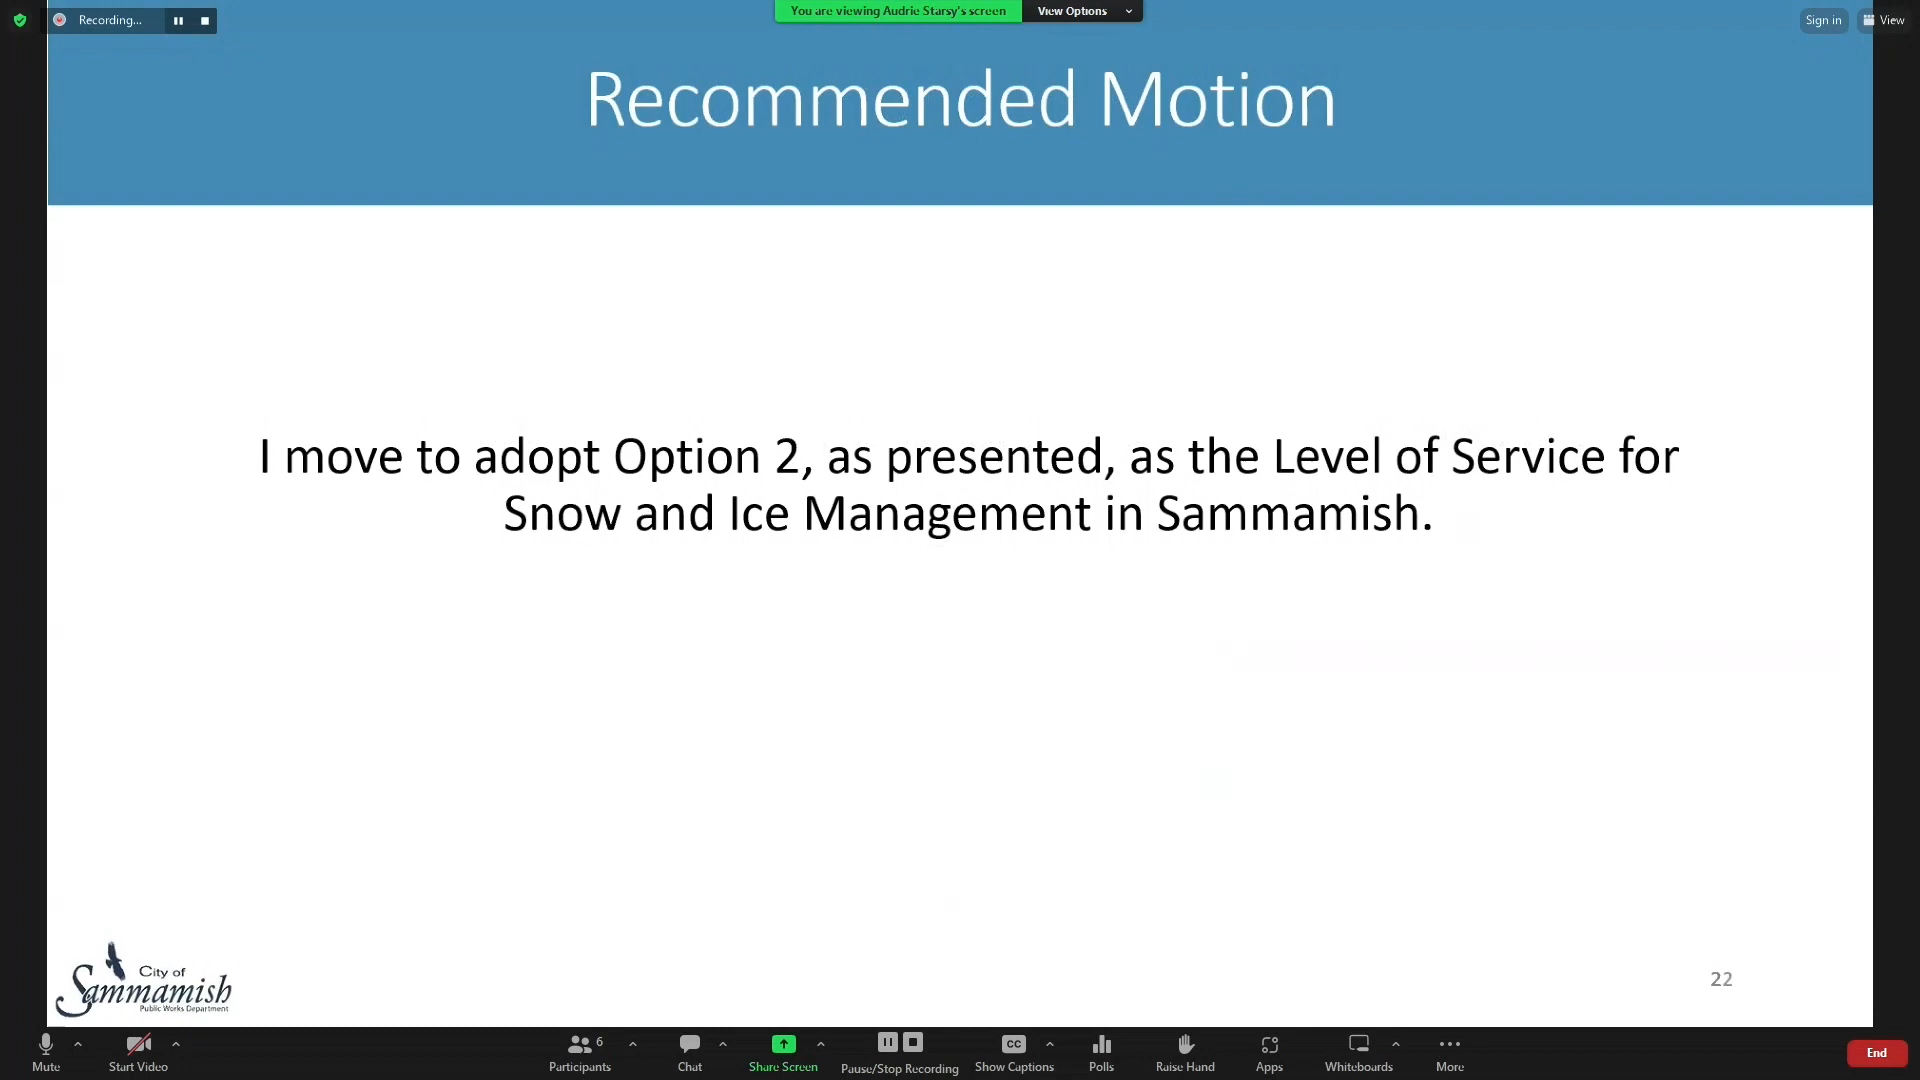 Recording...
You are viewing Audrie Starsy's screen
View Options
Sign in
View
Recommended Motion
I move to adopt Option 2, as presented, as the Level of Service for
Snow and Ice Management in Sammamish.
City of
Sammamish
Public Works Department
22
Mute
Start Video
6
Participants
Chat
Share Screen
Pause/Stop Recording
CC
Show Captions
Polls
Raise Hand
Apps
Whiteboards
More
End